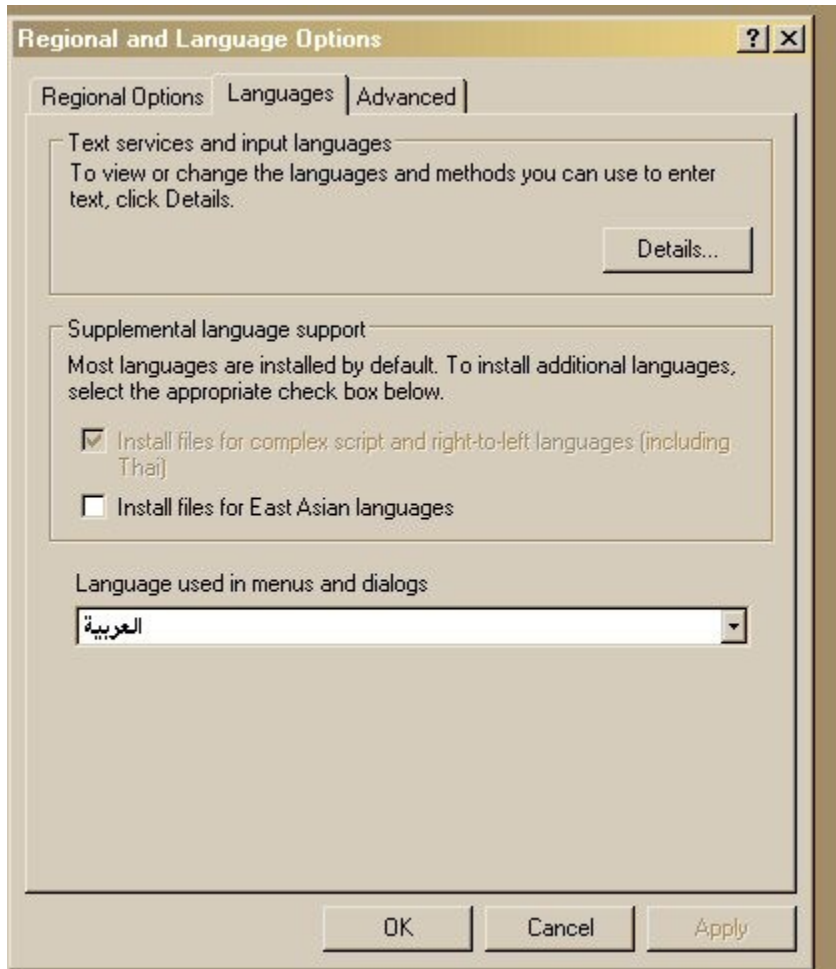 Regional and Language Options
Regional Options
Languages
Advanced
Text services and input languages
To view or change the languages and methods you can use to enter
text, click Details.
Details...
Supplemental language support
Most languages are installed by default. To install additional languages,
select the appropriate check box below.
Install files for complex script and right-to-left languages (including
Thai)
Install files for East Asian languages
Language used in menus and dialogs
العربية
OK
Cancel
Apply